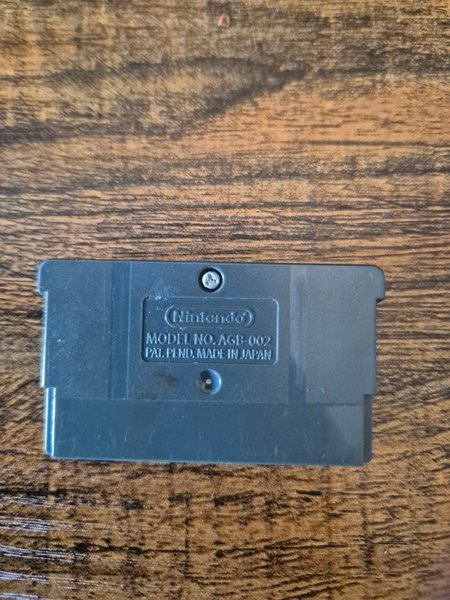 Nintendo
MODEL NO. AGB-002
PAT. PEND. MADE IN JAPAN